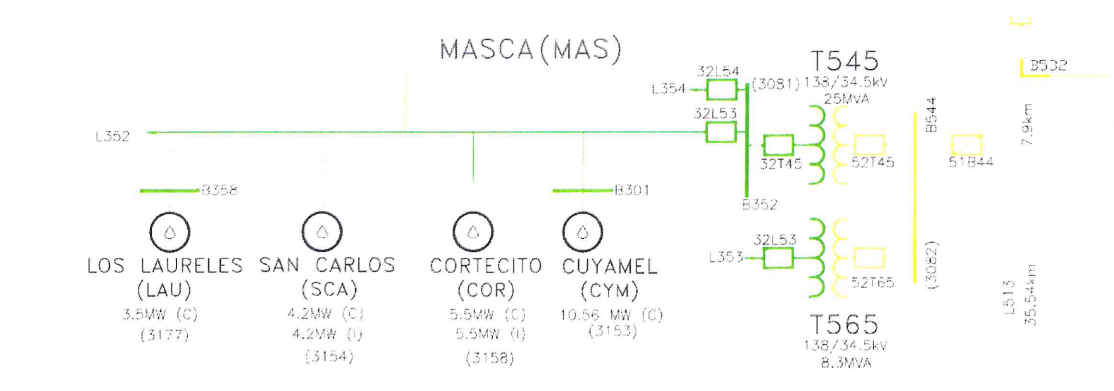 MASCA(MAS)
T545
138/34.5kV
25MVA
B532
32L54
(3081)
L354
32L53
L352
32T45
52T45
B544
51B44
7.9km
B358
B301
B352
LOS LAURELES
(LAU)
3.5MW (C)
(3177)
SAN CARLOS
(SCA)
4.2MW (C)
4.2MW (I)
(3154)
CORTECITO
(COR)
5.5MW (C)
5.5MW (I)
(3158)
CUYAMEL
(CYM)
10.56 MW (C)
(3153)
32L53
L353
52T65
(3082)
L513
35.54km
T565
138/34.5kV
8.3MVA